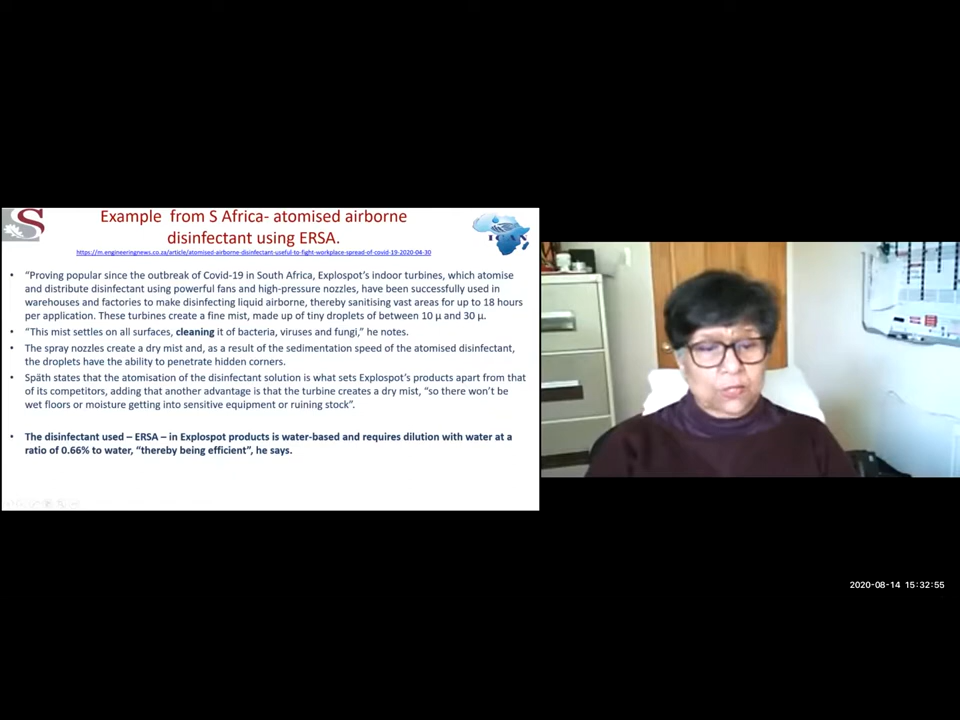 Example from S Africa- atomised airborne
disinfectant using ERSA.
https://m.engineeringnews.co.za/article/atomised-airborne-disinfectant-useful-to-fight-workplace-spread-of-covid-19-2020-04-30
S
ICAN
• “Proving popular since the outbreak of Covid-19 in South Africa, Explospot’s indoor turbines, which atomise
and distribute disinfectant using powerful fans and high-pressure nozzles, have been successfully used in
warehouses and factories to make disinfecting liquid airborne, thereby sanitising vast areas for up to 18 hours
per application. These turbines create a fine mist, made up of tiny droplets of between 10 µ and 30 µ.
• “This mist settles on all surfaces, cleaning it of bacteria, viruses and fungi,” he notes.
• The spray nozzles create a dry mist and, as a result of the sedimentation speed of the atomised disinfectant,
the droplets have the ability to penetrate hidden corners.
• Späth states that the atomisation of the disinfectant solution is what sets Explospot’s products apart from that
of its competitors, adding that another advantage is that the turbine creates a dry mist, “so there won’t be
wet floors or moisture getting into sensitive equipment or ruining stock”.
• The disinfectant used – ERSA – in Explospot products is water-based and requires dilution with water at a
ratio of 0.66% to water, “thereby being efficient”, he says.
2020-08-14 15:32:55